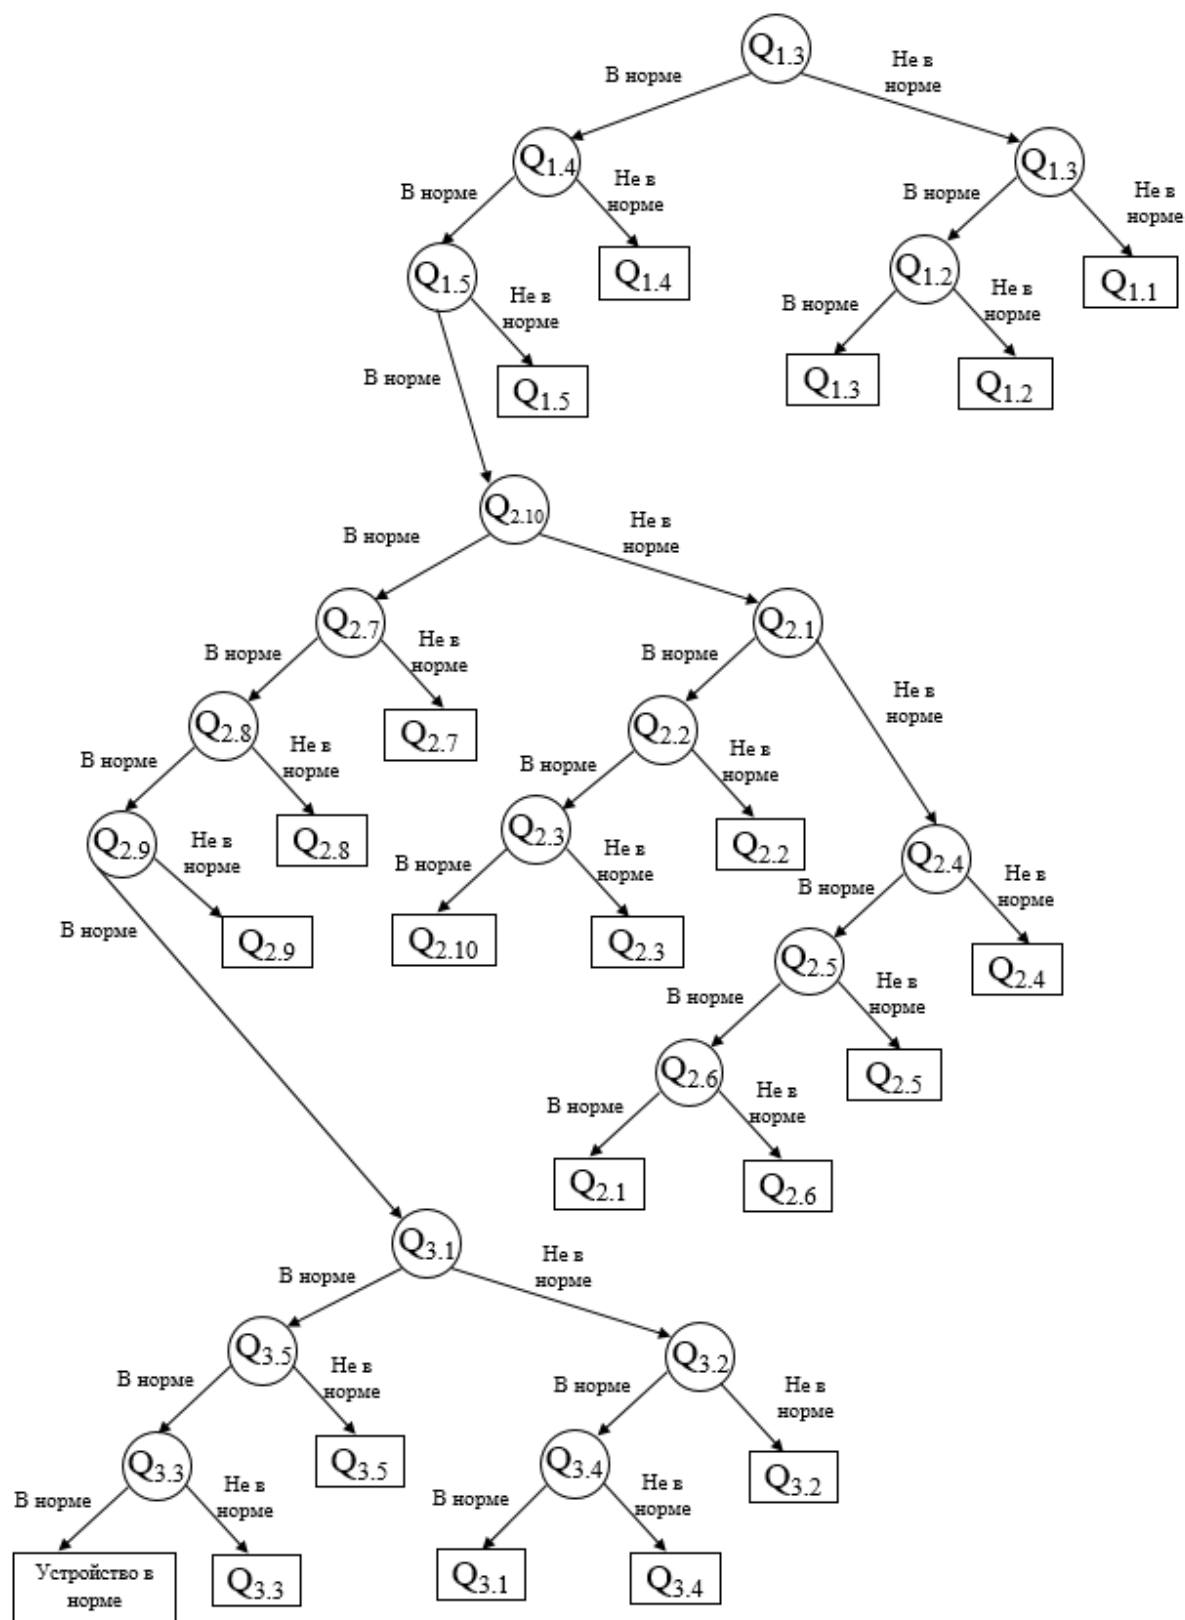 Q1.3
В норме
Не в
норме
Q1.4
Q1.3
В норме
Не в
норме
В норме
Не в
норме
Q1.5
Q1.4
Q1.2
Q1.1
Не в
норме
В норме
Не в
норме
В норме
Q1.5
Q1.3
Q1.2
Q2.10
В норме
Не в
норме
Q2.7
Q2.1
В норме
Не в
норме
В норме
Не в
норме
Q2.8
Q2.7
Q2.2
В норме
Не в
норме
В норме
Не в
норме
Q2.9
Q2.8
Q2.3
Q2.2
Q2.4
Не в
норме
В норме
Не в
норме
В норме
Не в
норме
В норме
Q2.9
Q2.10
Q2.3
Q2.5
Q2.4
В норме
Не в
норме
Q2.6
Q2.5
В норме
Не в
норме
Q2.1
Q2.6
Q3.1
В норме
Не в
норме
Q3.5
Q3.2
В норме
Не в
норме
В норме
Не в
норме
Q3.3
Q3.5
Q3.4
Q3.2
В норме
Не в
норме
В норме
Не в
норме
Устройство в
норме
Q3.3
Q3.1
Q3.4